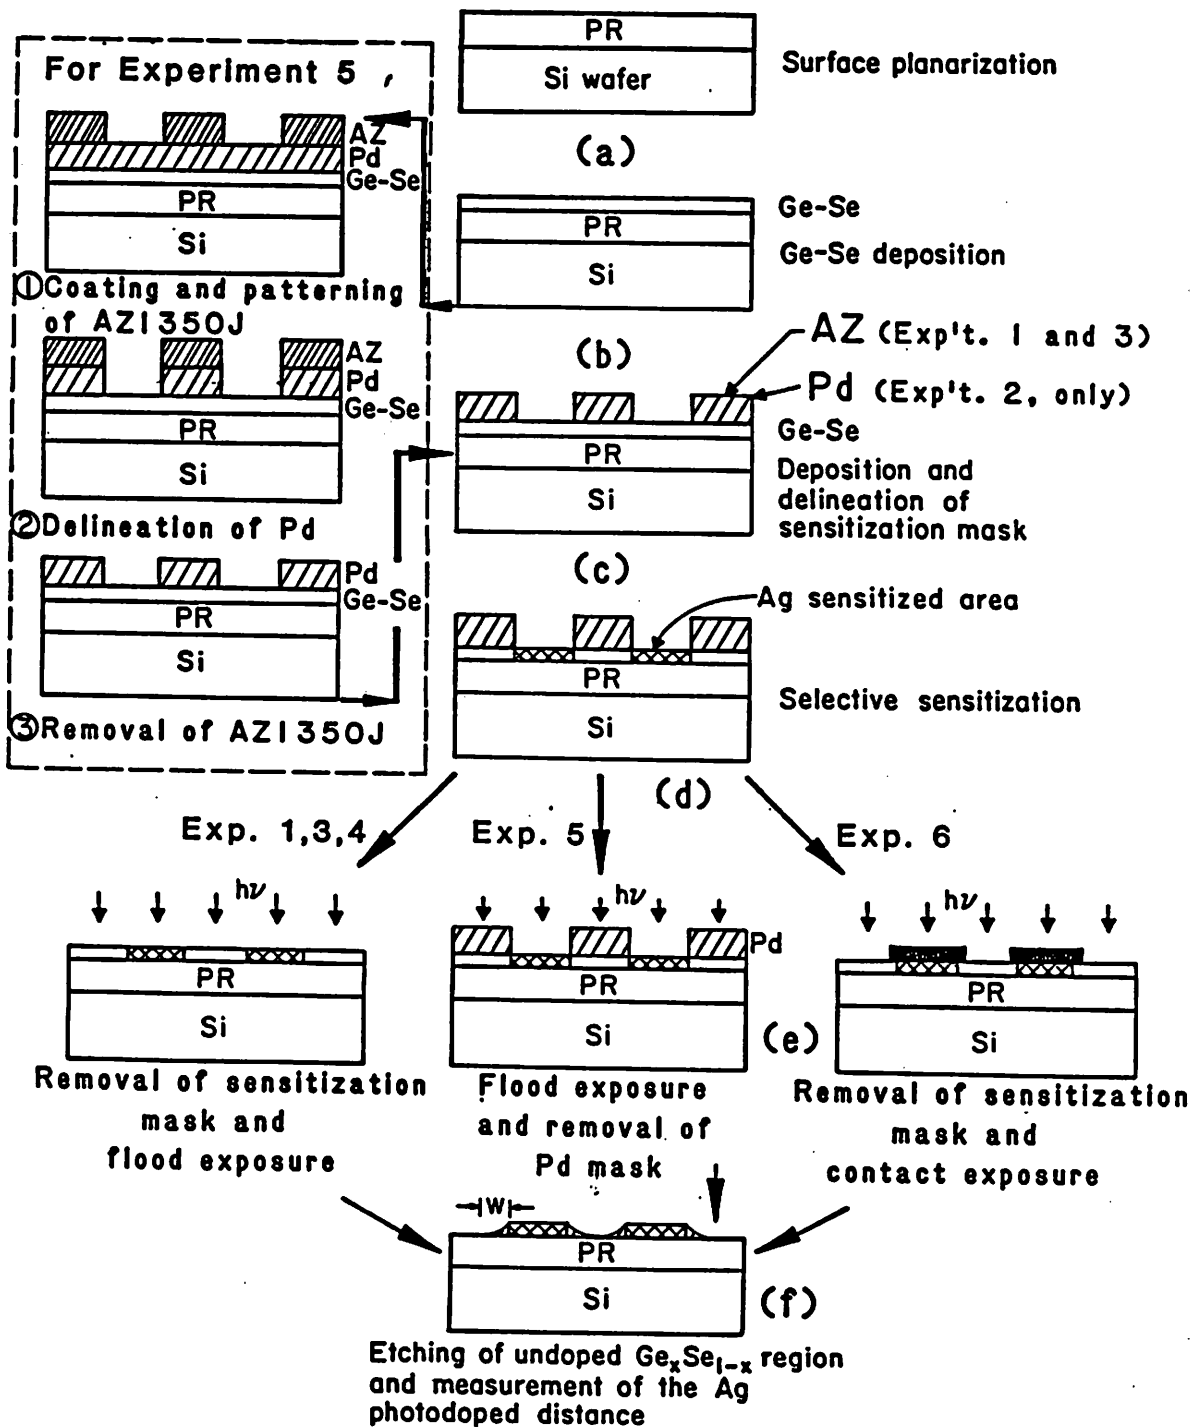 PR
Si wafer
Surface planarization
(a)
Ge-Se
PR
Si
Ge-Se deposition
(b)
For Experiment 5
AZ
Pd
Ge-Se
PR
Si
①Coating and patterning
of AZ1350J
AZ
Pd
Ge-Se
PR
Si
②Delineation of Pd
Pd
Ge-Se
PR
Si
③Removal of AZ1350J
AZ (Exp't. 1 and 3)
Pd (Exp't. 2, only)
Ge-Se
PR
Si
Deposition and
delineation of
sensitization mask
(c)
Ag sensitized area
PR
Si
Selective sensitization
(d)
Exp. 1,3,4
Exp. 5
Exp. 6
hν
PR
Si
Removal of sensitization
mask and
flood exposure
hν
Pd
PR
Si
(e)
Flood exposure
and removal of
Pd mask
hν
PR
Si
Removal of sensitization
mask and
contact exposure
W
PR
Si
(f)
Etching of undoped GeₓSe₁₋ₓ region
and measurement of the Ag
photodoped distance